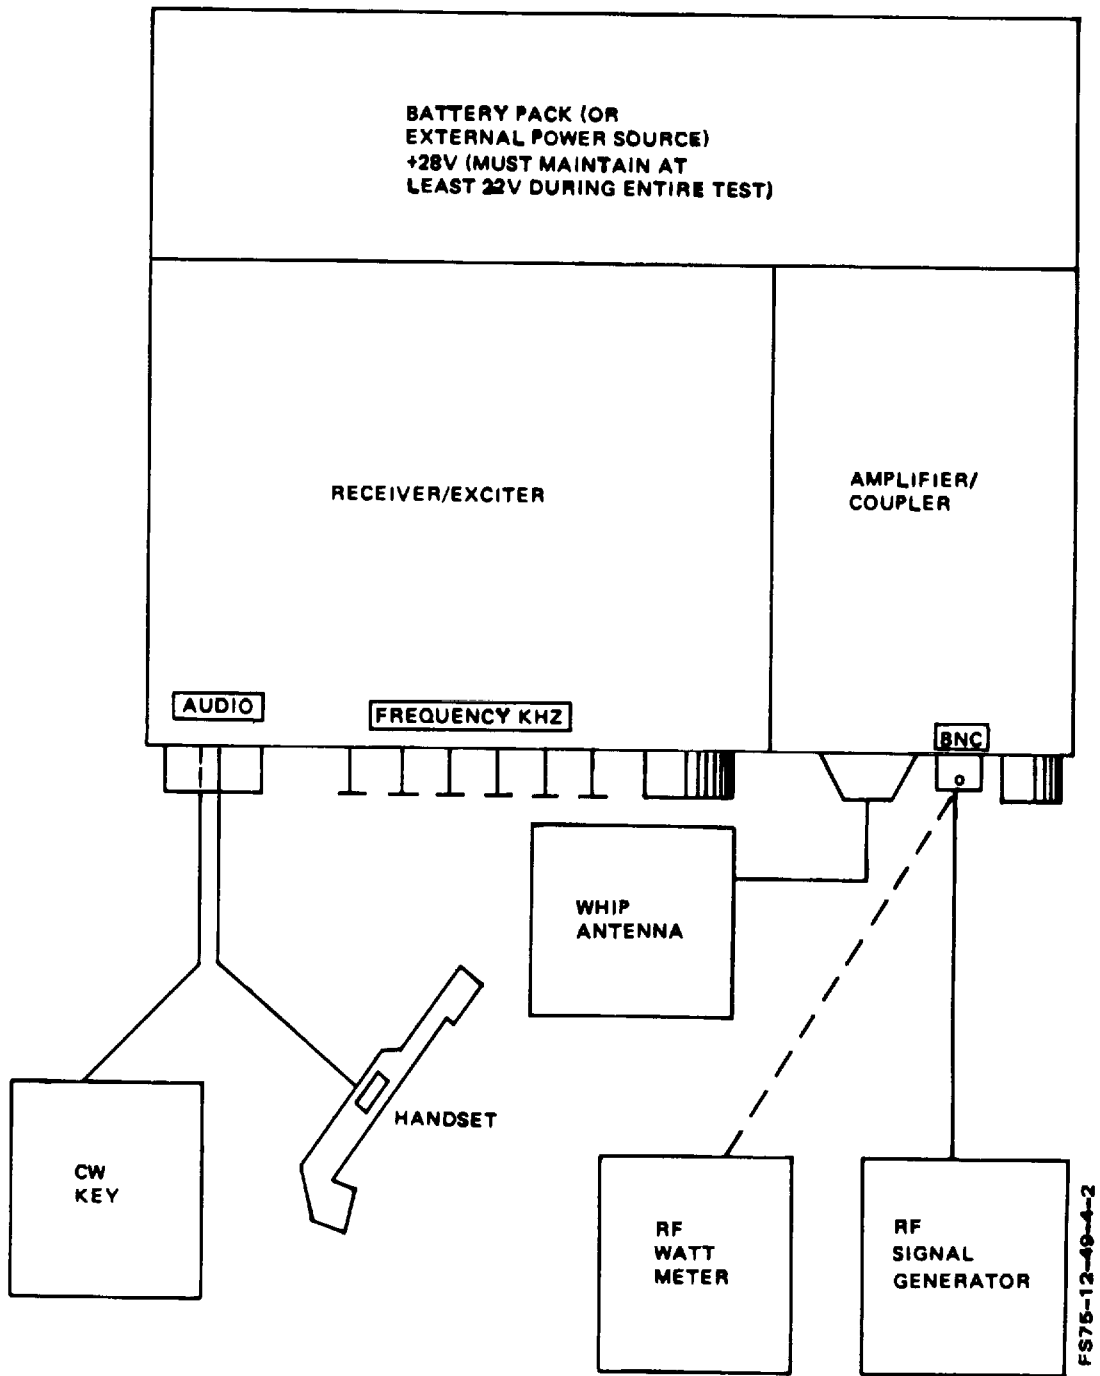 BATTERY PACK (OR
EXTERNAL POWER SOURCE)
+28V (MUST MAINTAIN AT
LEAST 22V DURING ENTIRE TEST)
RECEIVER/EXCITER
AMPLIFIER/
COUPLER
AUDIO
FREQUENCY KHZ
BNC
WHIP
ANTENNA
HANDSET
CW
KEY
RF
WATT
METER
RF
SIGNAL
GENERATOR
FS75-12-49-4-2